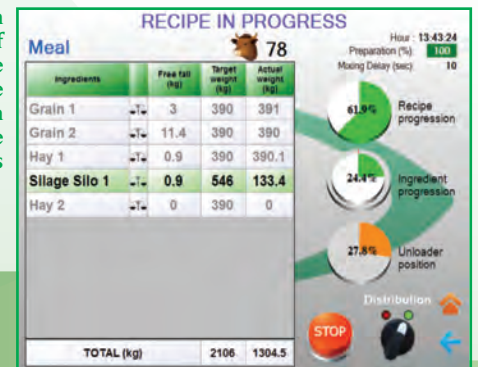 RECIPE IN PROGRESS
Meal
78
Hour : 13:43:24
Preparation (%) 100
Mixing Delay (sec) 10
Ingredients Free fall (kg) Target weight (kg) Actual weight (kg)
Grain 1 T 3 390 391
Grain 2 T 11.4 390 390
Hay 1 T 0.9 390 390.1
Silage Silo 1 T 0.9 546 133.4
Hay 2 T 0 390 0
TOTAL (kg) 2106 1304.5
61.9% Recipe progression
24.4% Ingredient progression
27.8% Unloader position
Distribution
STOP